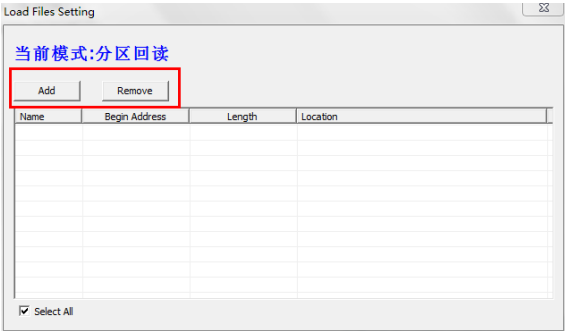 Load Files Setting
当前模式:分区回读
Add Remove
Name Begin Address Length Location
Select All